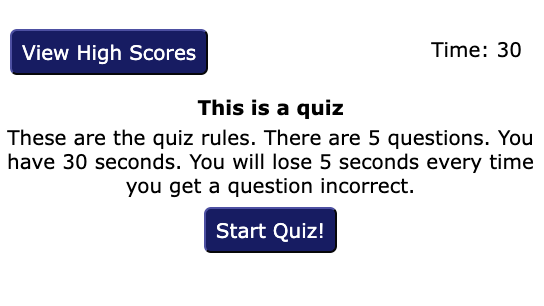 View High Scores
Time: 30
This is a quiz
These are the quiz rules. There are 5 questions. You
have 30 seconds. You will lose 5 seconds every time
you get a question incorrect.
Start Quiz!